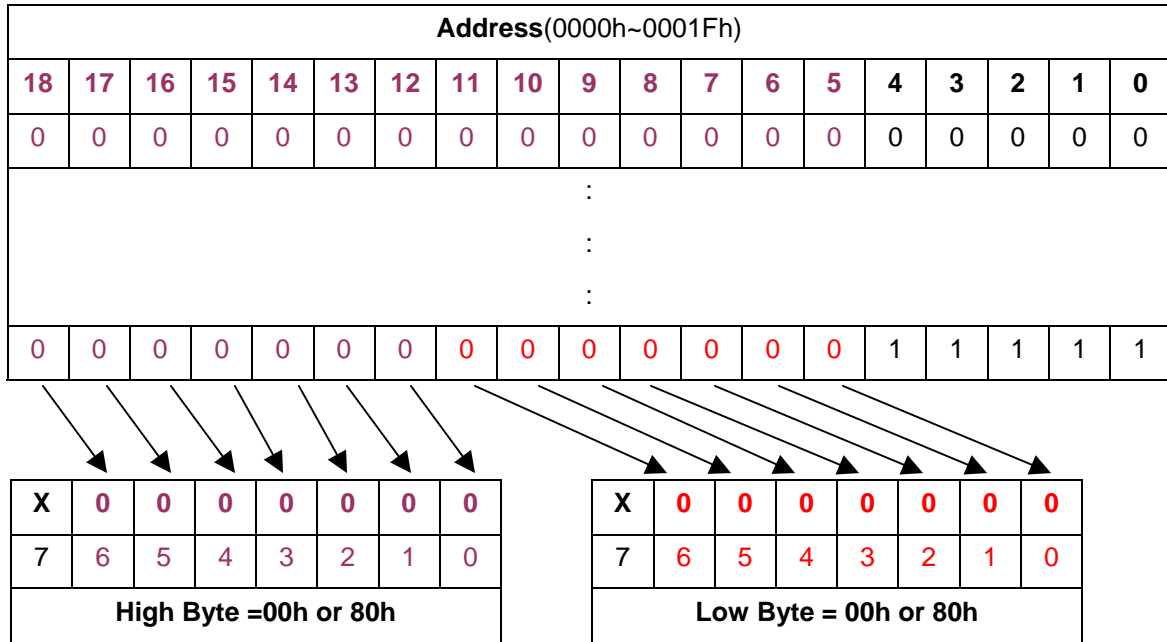 Address(0000h~0001Fh)
18 17 16 15 14 13 12 11 10 9 8 7 6 5 4 3 2 1 0
0 0 0 0 0 0 0 0 0 0 0 0 0 0 0 0 0 0 0
:
:
:
0 0 0 0 0 0 0 0 0 0 0 0 0 0 1 1 1 1 1
X 0 0 0 0 0 0 0 X 0 0 0 0 0 0 0
7 6 5 4 3 2 1 0 7 6 5 4 3 2 1 0
High Byte =00h or 80h Low Byte = 00h or 80h